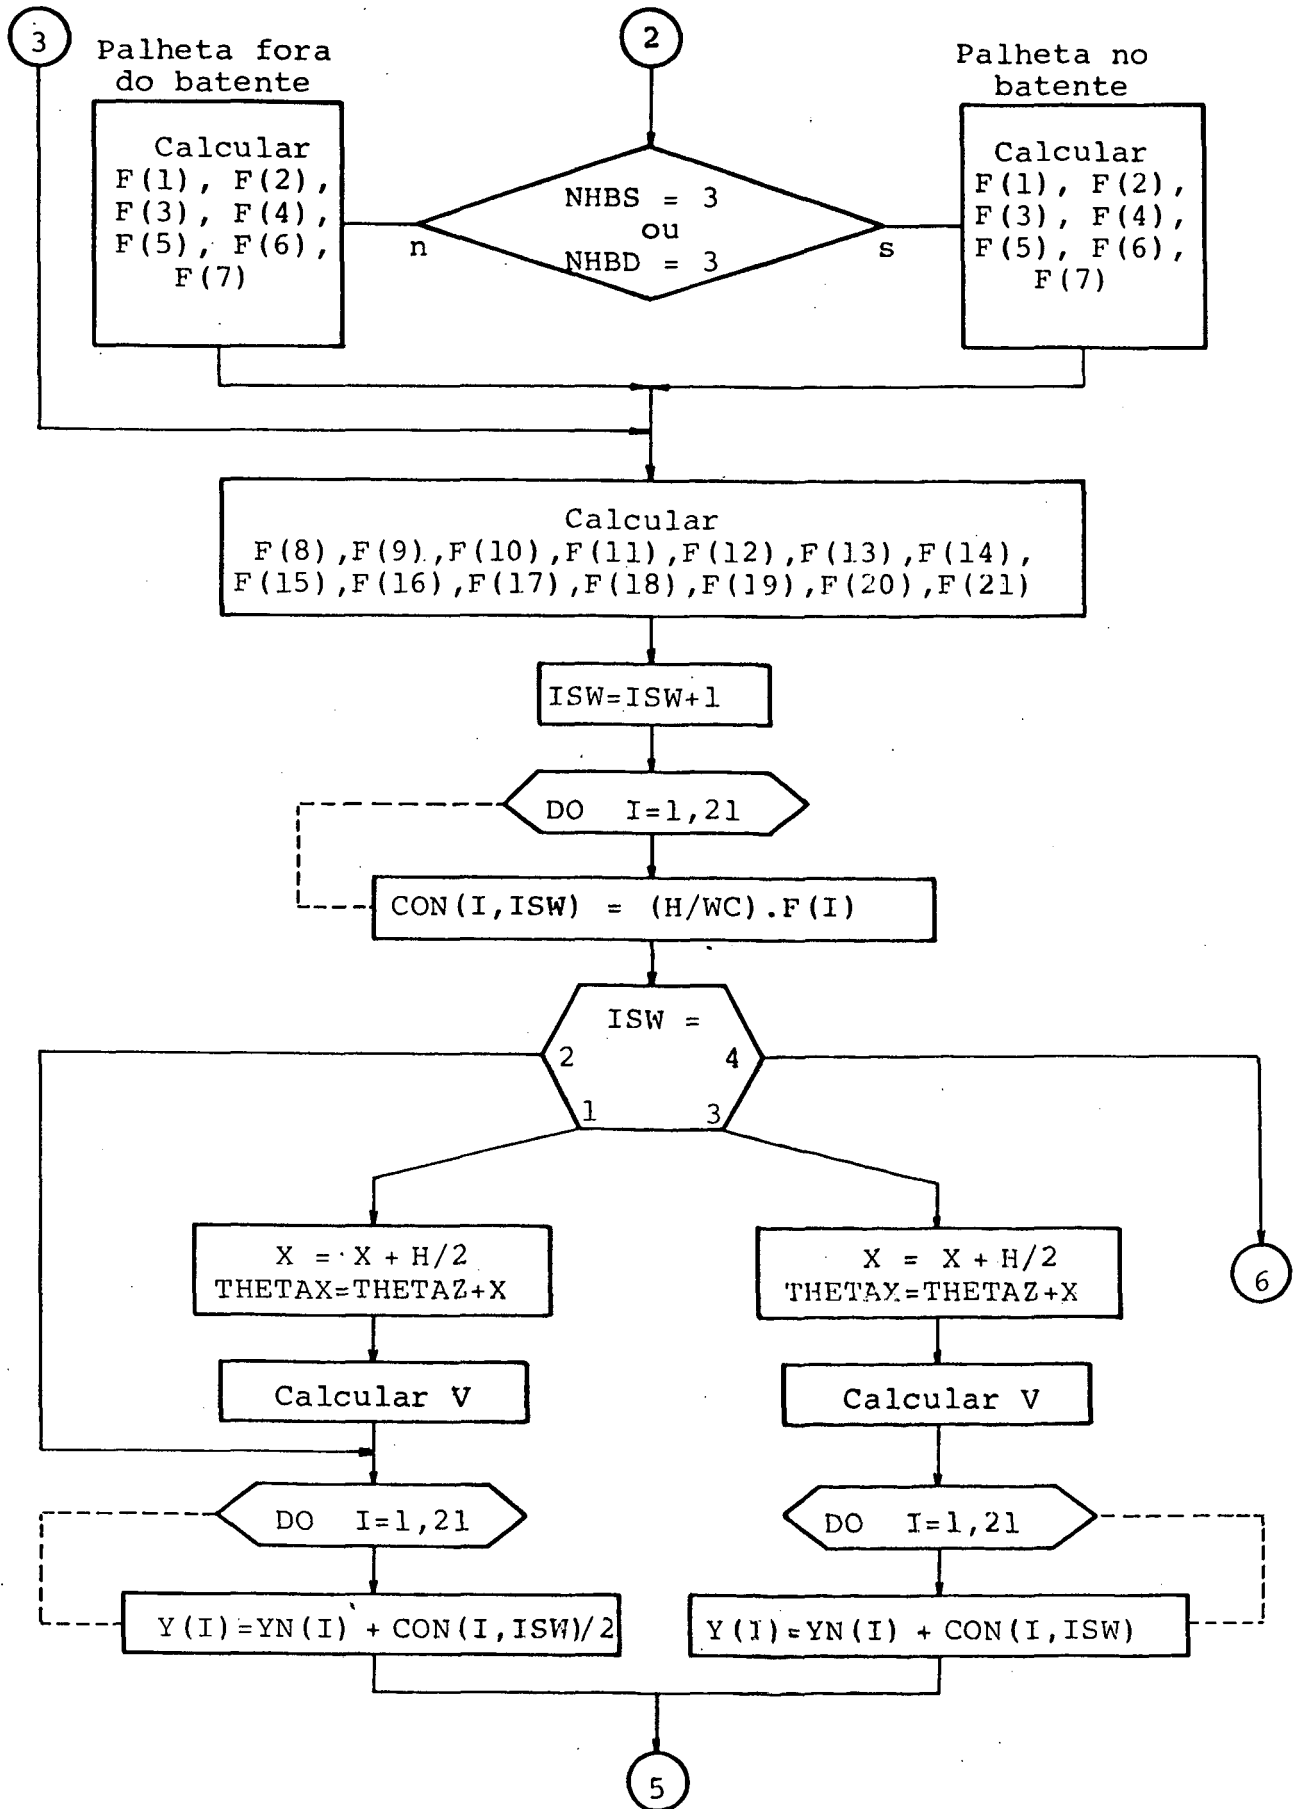 3
2
Palheta fora
do batente
Palheta no
batente
Calcular
F(1), F(2),
F(3), F(4),
F(5), F(6),
F(7)
NHBS = 3
ou
NHBD = 3
n
s
Calcular
F(1), F(2),
F(3), F(4),
F(5), F(6),
F(7)
Calcular
F(8),F(9),F(10),F(11),F(12),F(13),F(14),
F(15),F(16),F(17),F(18),F(19),F(20),F(21)
ISW=ISW+1
DO I=1,21
CON(I,ISW) = (H/WC).F(I)
ISW =
2
4
1
3
X = X + H/2
THETAX=THETAZ+X
X = X + H/2
THETAX=THETAZ+X
6
Calcular V
Calcular V
DO I=1,21
DO I=1,21
Y(I)=YN(I) + CON(I,ISW)/2
Y(I)=YN(I) + CON(I,ISW)
5